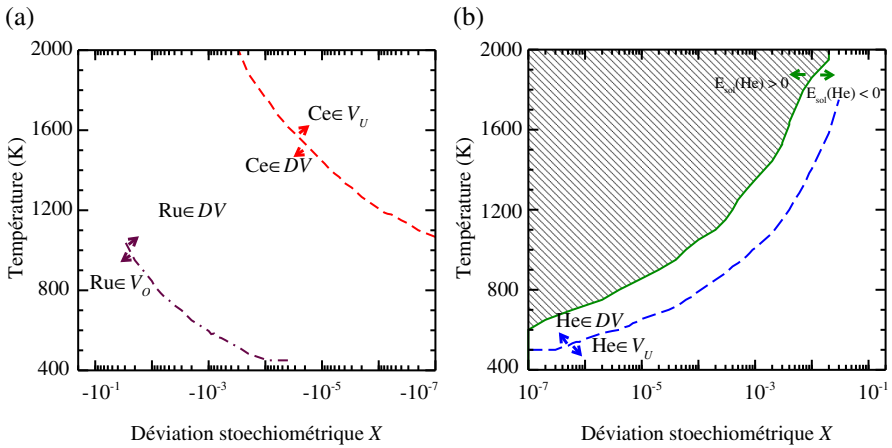 (a)
(b)
2000
1600
1200
800
400
Température (K)
Ce∈V_U
Ce∈DV
Ru∈DV
Ru∈V_O
-10^-1
-10^-3
-10^-5
-10^-7
Déviation stoechiométrique X
2000
1600
1200
800
400
Température (K)
E_sol(He) > 0
E_sol(He) < 0
He∈DV
He∈V_U
10^-7
10^-5
10^-3
10^-1
Déviation stoechiométrique X